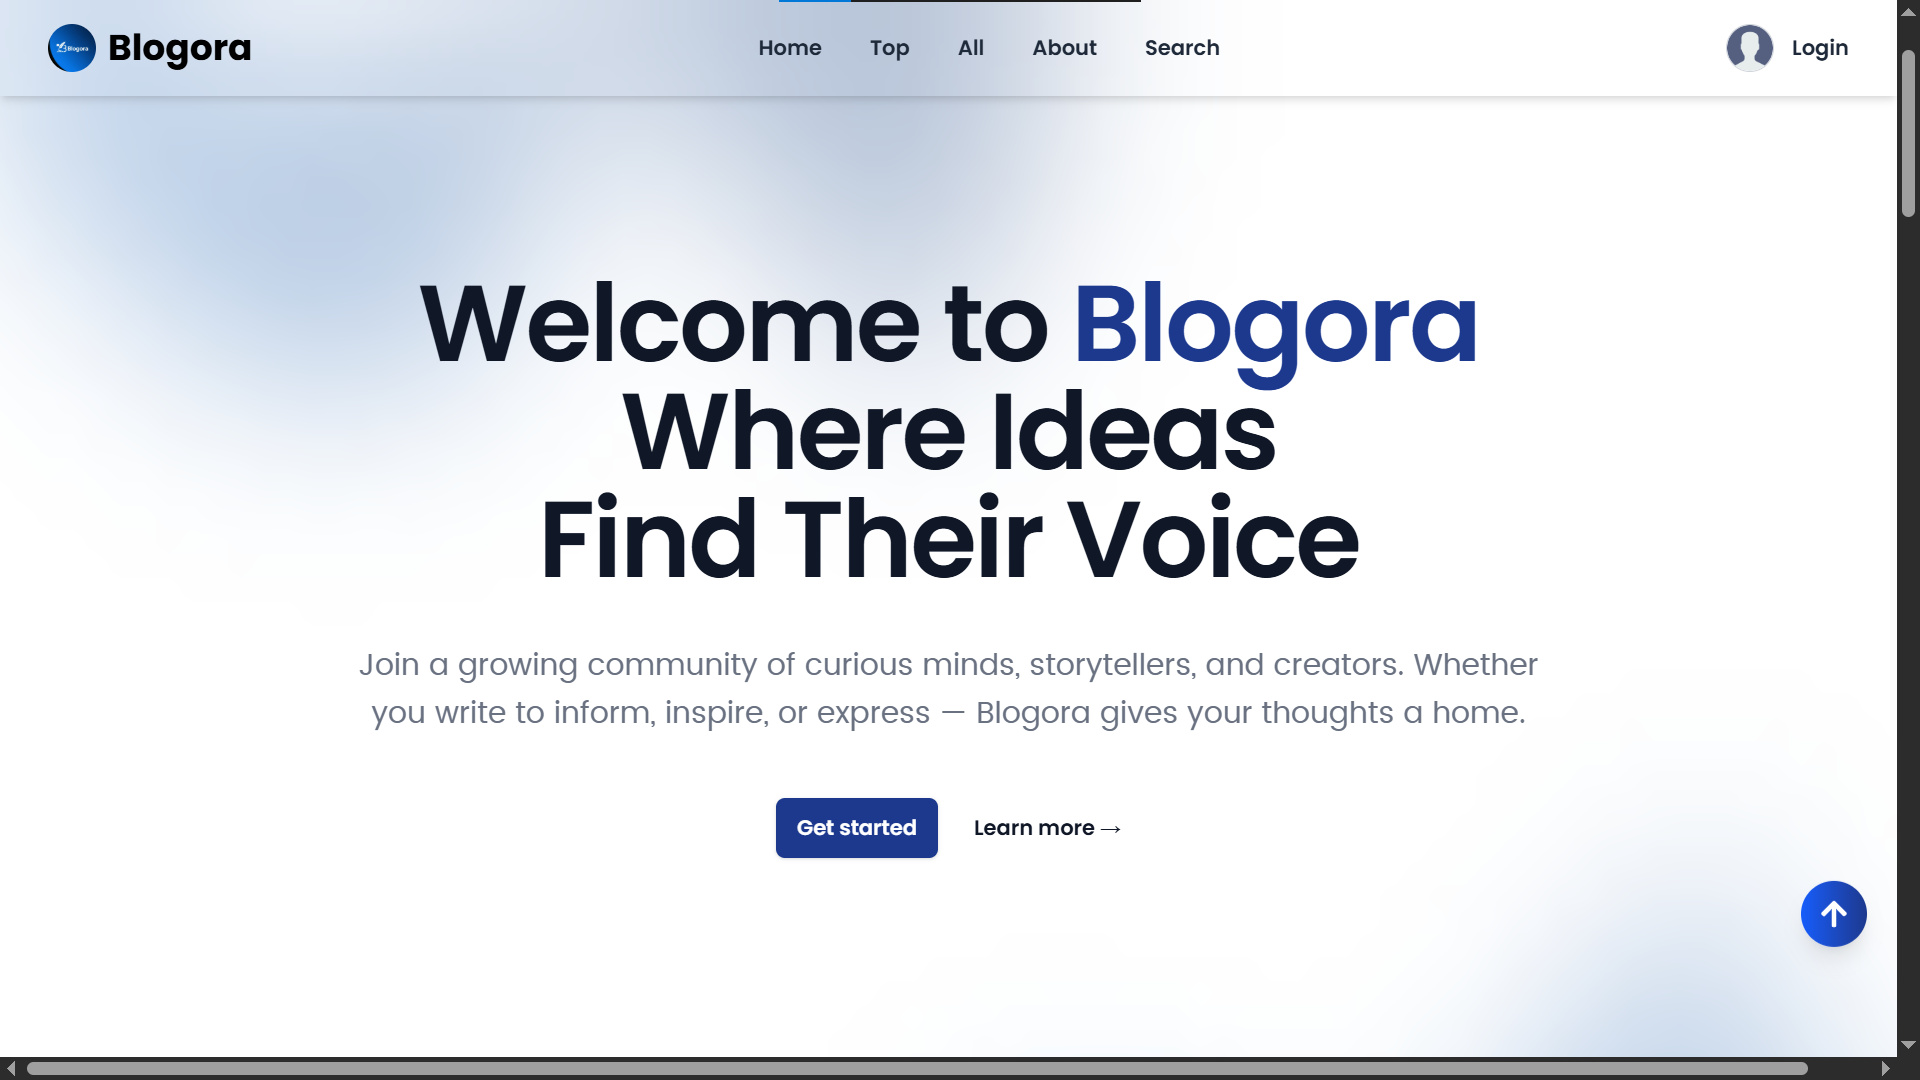 Blogora
Blogora
Home
Top
All
About
Search
Login
Welcome to Blogora
Where Ideas
Find Their Voice
Join a growing community of curious minds, storytellers, and creators. Whether
you write to inform, inspire, or express — Blogora gives your thoughts a home.
Get started
Learn more →